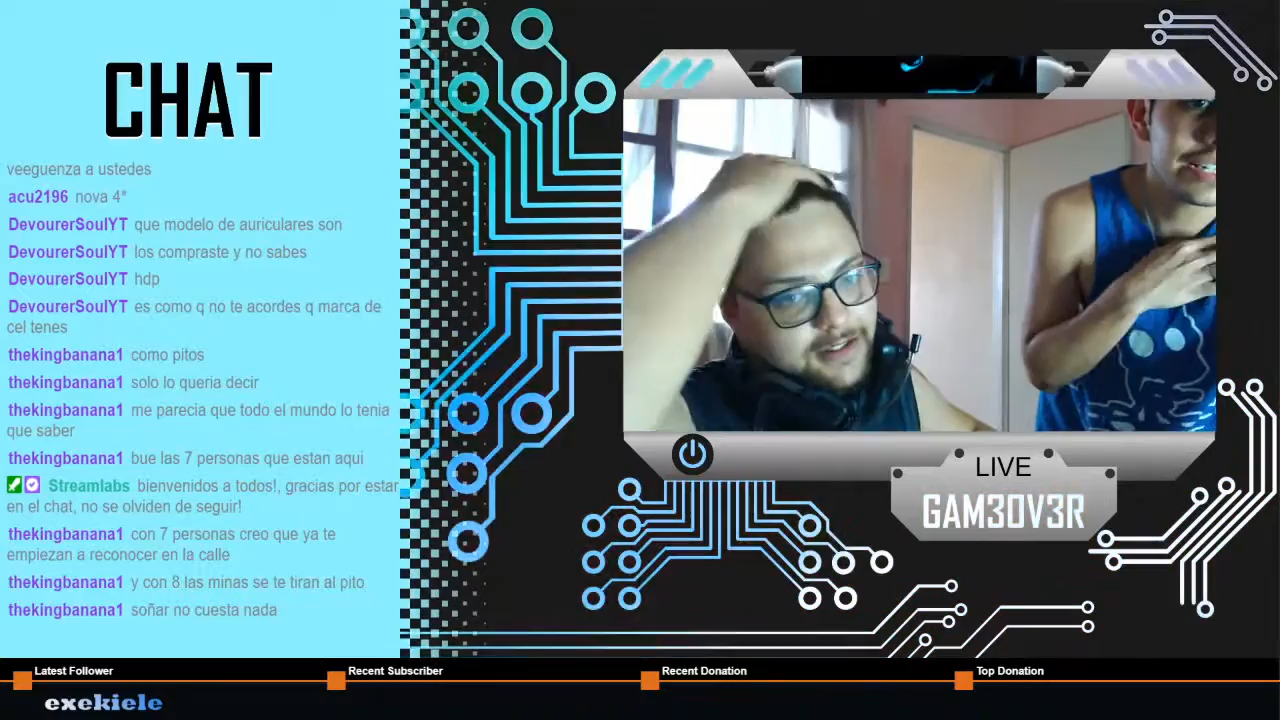 CHAT
veeguenza a ustedes
acu2196 nova 4*
DevourerSoulYT que modelo de auriculares son
DevourerSoulYT los compraste y no sabes
DevourerSoulYT hdp
DevourerSoulYT es como q no te acordes q marca de
cel tenes
thekingbanana1 como pitos
thekingbanana1 solo lo queria decir
thekingbanana1 me parecia que todo el mundo lo tenia
que saber
thekingbanana1 bue las 7 personas que estan aqui
Streamlabs bienvenidos a todos!, gracias por estar
en el chat, no se olviden de seguir!
thekingbanana1 con 7 personas creo que ya te
empiezan a reconocer en la calle
thekingbanana1 y con 8 las minas se te tiran al pito
thekingbanana1 soñar no cuesta nada
LIVE
GAM30V3R
Latest Follower
exekiele
Recent Subscriber
Recent Donation
Top Donation